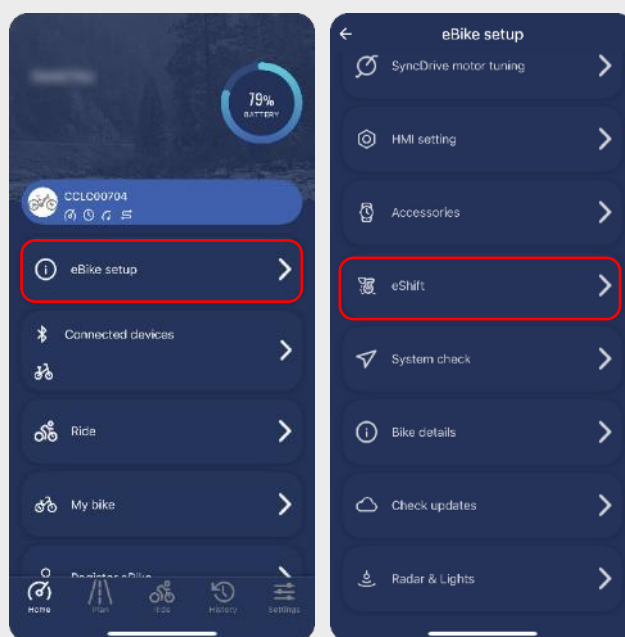 79%
BATTERY
CCLC00704
eBike setup
Connected devices
Ride
My bike
Register eBike
Home
Plan
Ride
History
Settings
eBike setup
SyncDrive motor tuning
HMI setting
Accessories
eShift
System check
Bike details
Check updates
Radar & Lights